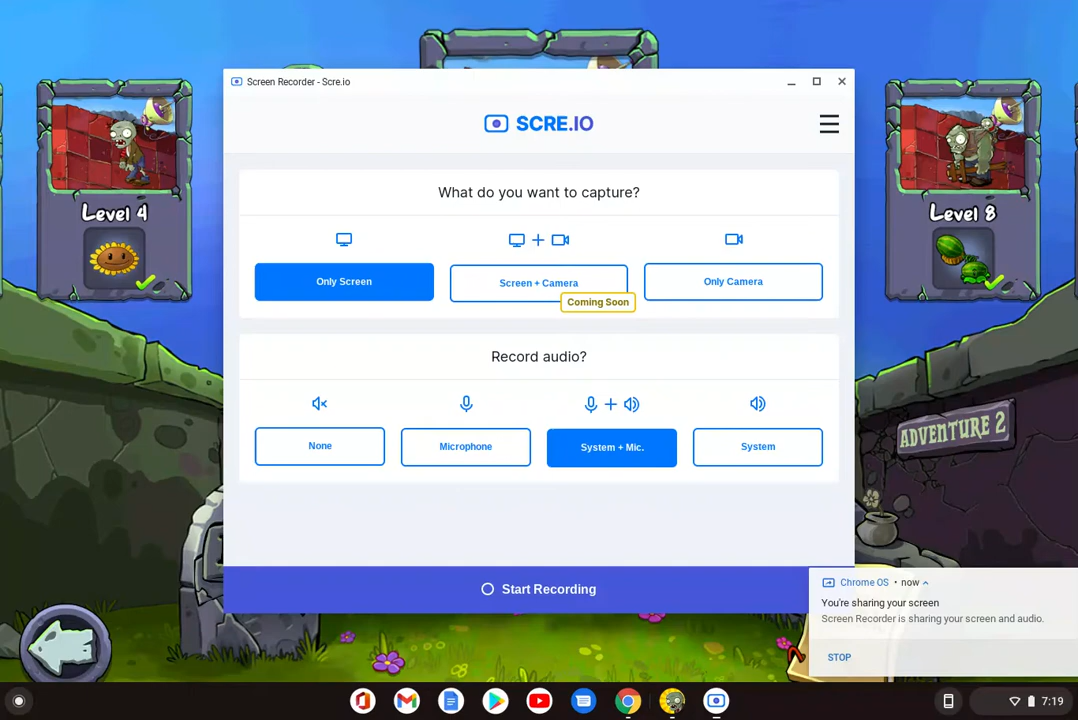 Screen Recorder - Scre.io
SCRE.IO
What do you want to capture?
Only Screen
Screen + Camera
Only Camera
Coming Soon
Record audio?
None
Microphone
System + Mic.
System
Start Recording
Level 4
Level 8
ADVENTURE 2
Chrome OS • now
You're sharing your screen
Screen Recorder is sharing your screen and audio.
STOP
7:19